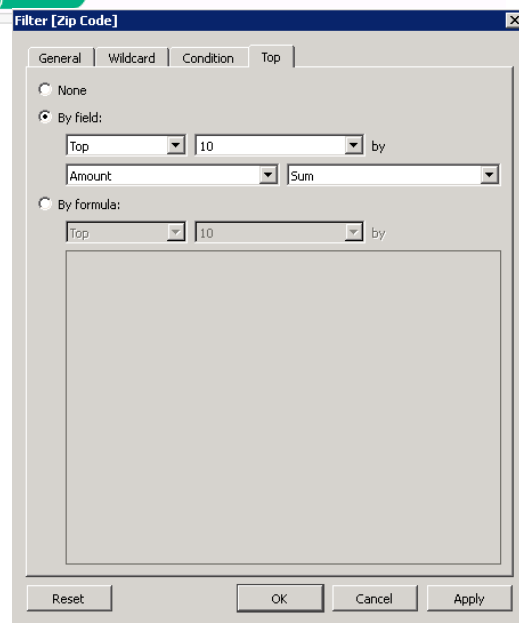 Filter [Zip Code]
General Wildcard Condition Top
None
By field:
Top 10 by
Amount Sum
By formula:
Top 10 by
Reset OK Cancel Apply